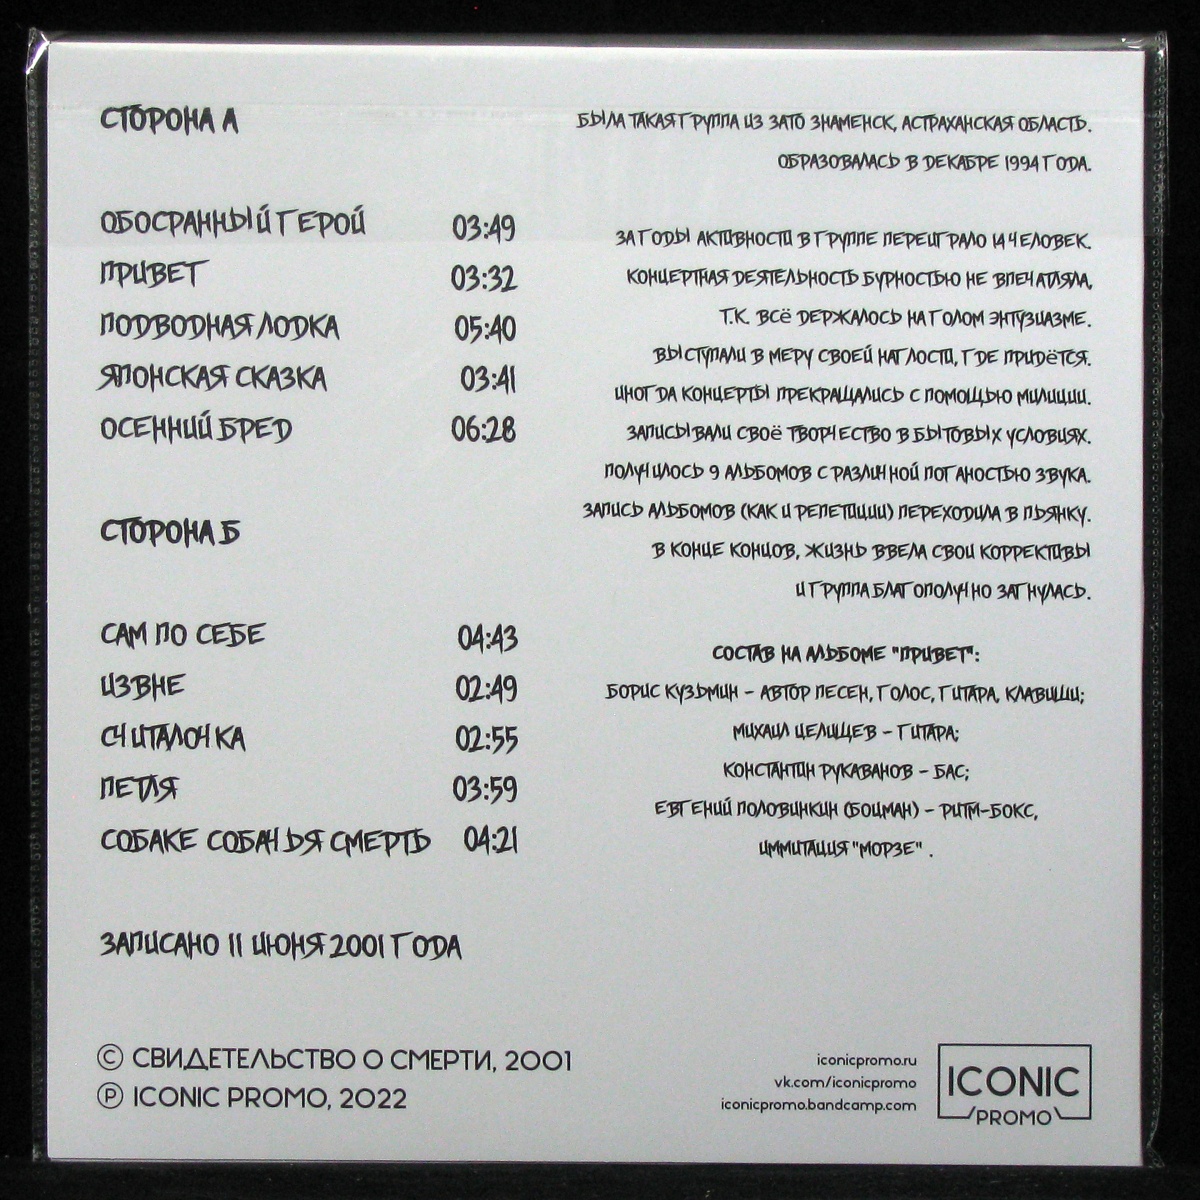 СТОРОНА А
ОБОСРАННЫЙ ГЕРОЙ 03:49
ПРИВЕТ 03:32
ПОДВОДНАЯ ЛОДКА 05:40
ЯПОНСКАЯ СКАЗКА 03:41
ОСЕННИЙ БРЕД 06:28
СТОРОНА Б
САМ ПО СЕБЕ 04:43
ИЗВНЕ 02:49
СЧИТАЛОЧКА 02:55
ПЕТЛЯ 03:59
СОБАКЕ СОБАЧЬЯ СМЕРТЬ 04:21
ЗАПИСАНО 11 ИЮНЯ 2001 ГОДА
БЫЛА ТАКАЯ ГРУППА ИЗ ЗАТО ЗНАМЕНСК, АСТРАХАНСКАЯ ОБЛАСТЬ.
ОБРАЗОВАЛАСЬ В ДЕКАБРЕ 1994 ГОДА.
ЗА ГОДЫ АКТИВНОСТИ В ГРУППЕ ПЕРЕИГРАЛО 14 ЧЕЛОВЕК.
КОНЦЕРТНАЯ ДЕЯТЕЛЬНОСТЬ БУРНОСТЬЮ НЕ ВПЕЧАТЛЯЛА,
Т.К. ВСё ДЕРЖАЛОСЬ НА ГОЛОМ ЭНТУЗИАЗМЕ.
ВЫСТУПАЛИ В МЕРУ СВОЕЙ НАГЛОСТИ, ГДЕ ПРИДёТСЯ.
ИНОГДА КОНЦЕРТЫ ПРЕКРАЩАЛИСЬ С ПОМОЩЬЮ МИЛИЦИИ.
ЗАПИСЫВАЛИ СВОё ТВОРЧЕСТВО В БЫТОВЫХ УСЛОВИЯХ.
ПОЛУЧИЛОСЬ 9 АЛЬБОМОВ С РАЗЛИЧНОЙ ПОГАНОСТЬЮ ЗВУКА.
ЗАПИСЬ АЛЬБОМОВ (КАК И РЕПЕТИЦИИ) ПЕРЕХОДИЛА В ПЬЯНКУ.
В КОНЦЕ КОНЦОВ, ЖИЗНЬ ВВЕЛА СВОИ КОРРЕКТИВЫ
И ГРУППА БЛАГОПОЛУЧНО ЗАГНУЛАСЬ.
СОСТАВ НА АЛЬБОМЕ "ПРИВЕТ":
БОРИС КУЗЬМИН - АВТОР ПЕСЕН, ГОЛОС, ГИТАРА, КЛАВИШИ;
МИХАИЛ ЦЕЛИЩЕВ - ГИТАРА;
КОНСТАНТИН РУКАВАНОВ - БАС;
ЕВГЕНИЙ ПОЛОВИНКИН (БОЦМАН) - РИТМ-БОКС,
ИММИТАЦИЯ "МОРЗЕ" .
© СВИДЕТЕЛЬСТВО О СМЕРТИ, 2001
℗ ICONIC PROMO, 2022
iconicpromo.ru
vk.com/iconicpromo
iconicpromo.bandcamp.com
ICONIC
PROMO